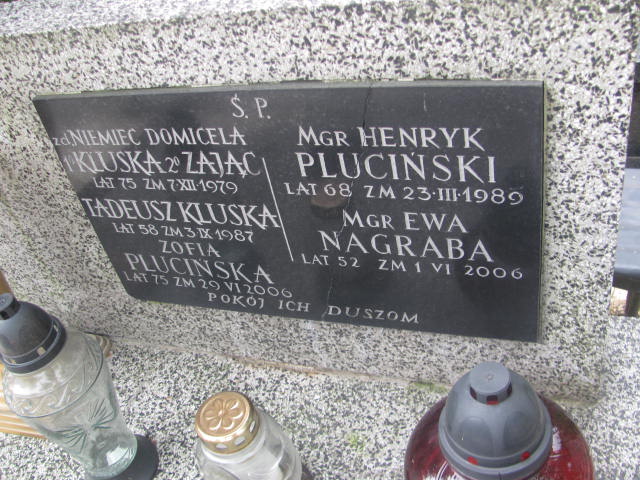 Ś. P.
z d. NIEMIEC DOMICELA
1° KLUSKA 2° ZAJĄC
LAT 75 ZM 7·XII·1979
TADEUSZ KLUSKA
LAT 58 ZM 3 IX 1987
ZOFIA
PLUCIŃSKA
LAT 75 ZM 29 VI 2006
MGR HENRYK
PLUCIŃSKI
LAT 68 ZM 23·III·1989
MGR EWA
NAGRABA
LAT 52 ZM 1 VI 2006
POKÓJ ICH DUSZOM